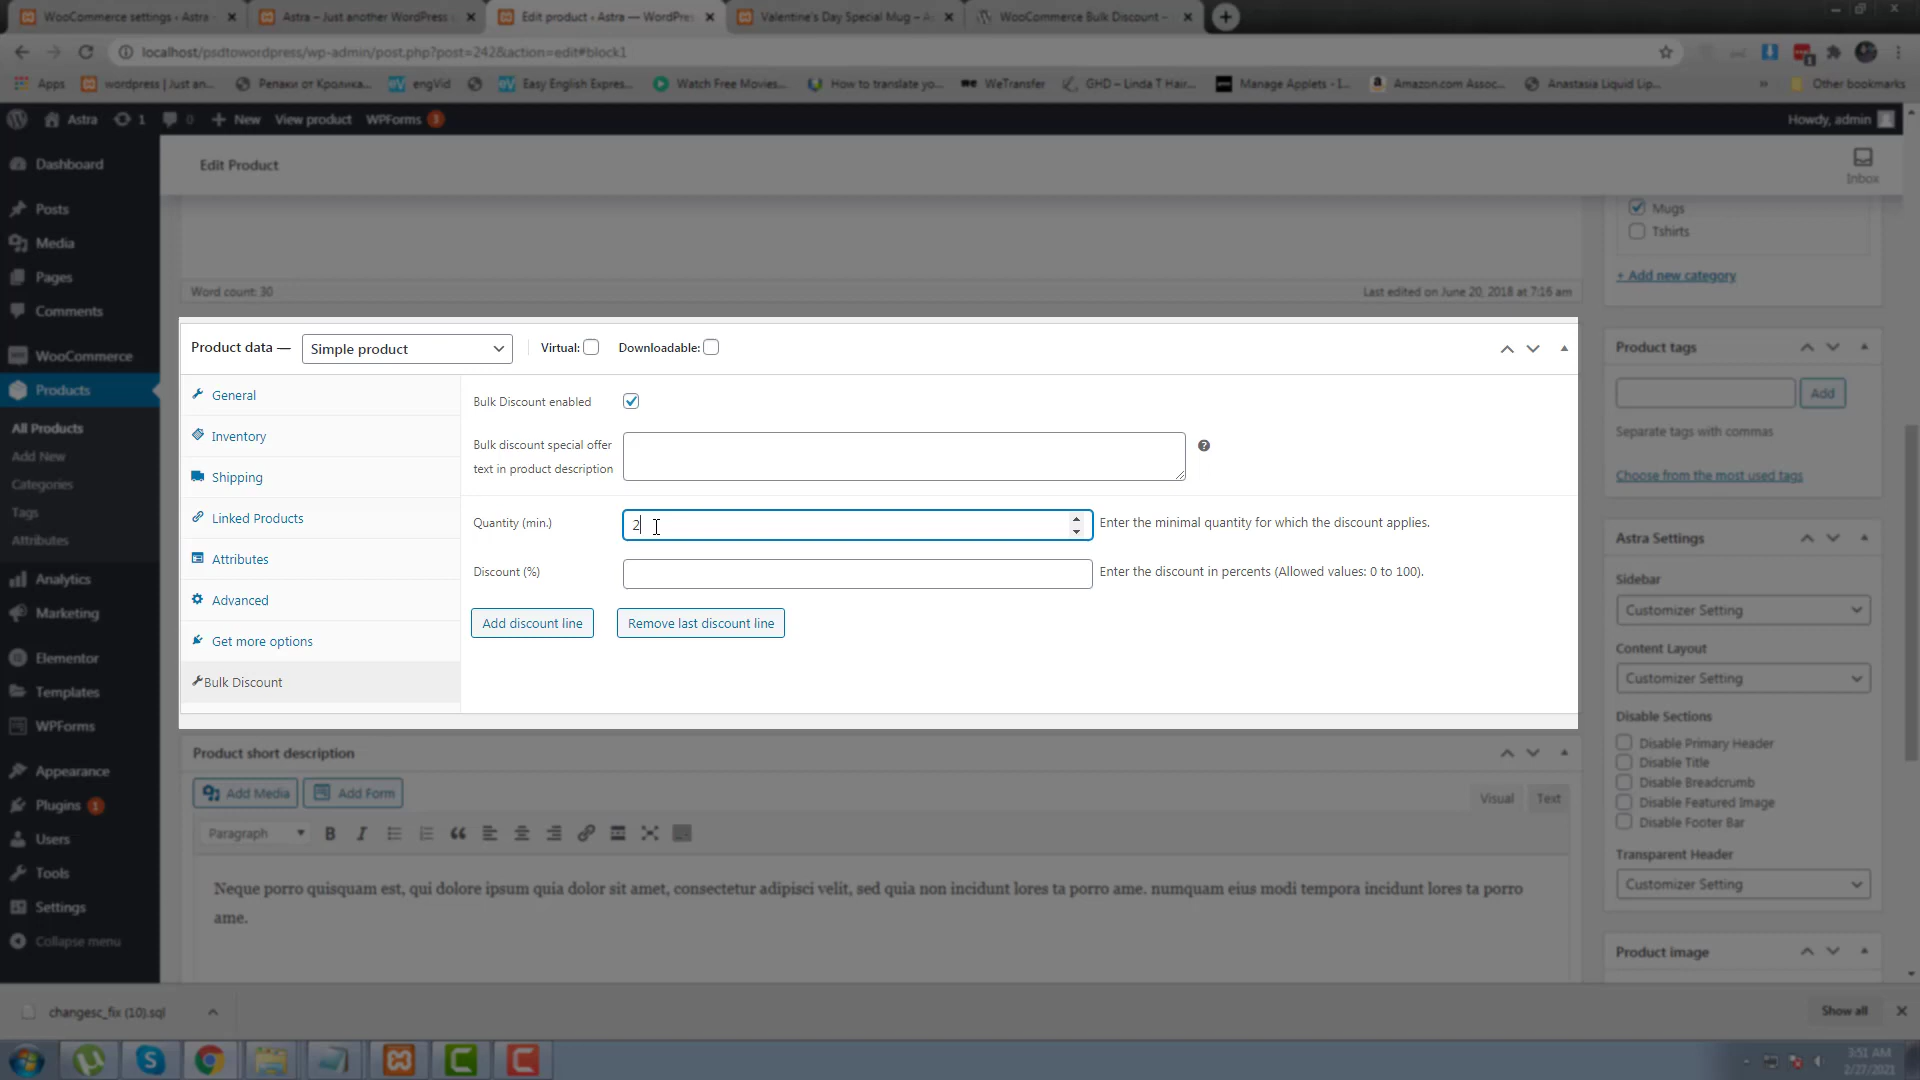 WooCommerce settings ‹ Astra
Astra – Just another WordPress
Edit product ‹ Astra — WordPre
Valentine's Day Special Mug – A
WooCommerce Bulk Discount –
localhost/psdtowordpress/wp-admin/post.php?post=242&action=edit#block1
Apps
wordpress | Just an...
Репаки от Кролика...
engVid
Easy English Expres...
Watch Free Movies...
How to translate yo...
WeTransfer
GHD – Linda T Hair...
Manage Applets - I...
Amazon.com Assoc...
Anastasia Liquid Lip...
»
Other bookmarks
Astra
1
0
New
View product
WPForms
3
Howdy, admin
Dashboard
Posts
Media
Pages
Comments
WooCommerce
Products
All Products
Add New
Categories
Tags
Attributes
Analytics
Marketing
Elementor
Templates
WPForms
Appearance
Plugins 1
Users
Tools
Settings
Collapse menu
Edit Product
Inbox
Word count: 30
Last edited on June 20, 2018 at 7:16 am
Product data —
Simple product
Virtual:
Downloadable:
General
Inventory
Shipping
Linked Products
Attributes
Advanced
Get more options
Bulk Discount
Bulk Discount enabled
Bulk discount special offer
text in product description
Quantity (min.)
2
Enter the minimal quantity for which the discount applies.
Discount (%)
Enter the discount in percents (Allowed values: 0 to 100).
Add discount line
Remove last discount line
Product short description
Add Media
Add Form
Visual
Text
Paragraph
Neque porro quisquam est, qui dolore ipsum quia dolor sit amet, consectetur adipisci velit, sed quia non incidunt lores ta porro ame. numquam eius modi tempora incidunt lores ta porro
ame.
Mugs
Tshirts
+ Add new category
Product tags
Add
Separate tags with commas
Choose from the most used tags
Astra Settings
Sidebar
Customizer Setting
Content Layout
Customizer Setting
Disable Sections
Disable Primary Header
Disable Title
Disable Breadcrumb
Disable Featured Image
Disable Footer Bar
Transparent Header
Customizer Setting
Product image
changesc_fix (10).sql
Show all
3:51 AM
2/27/2021